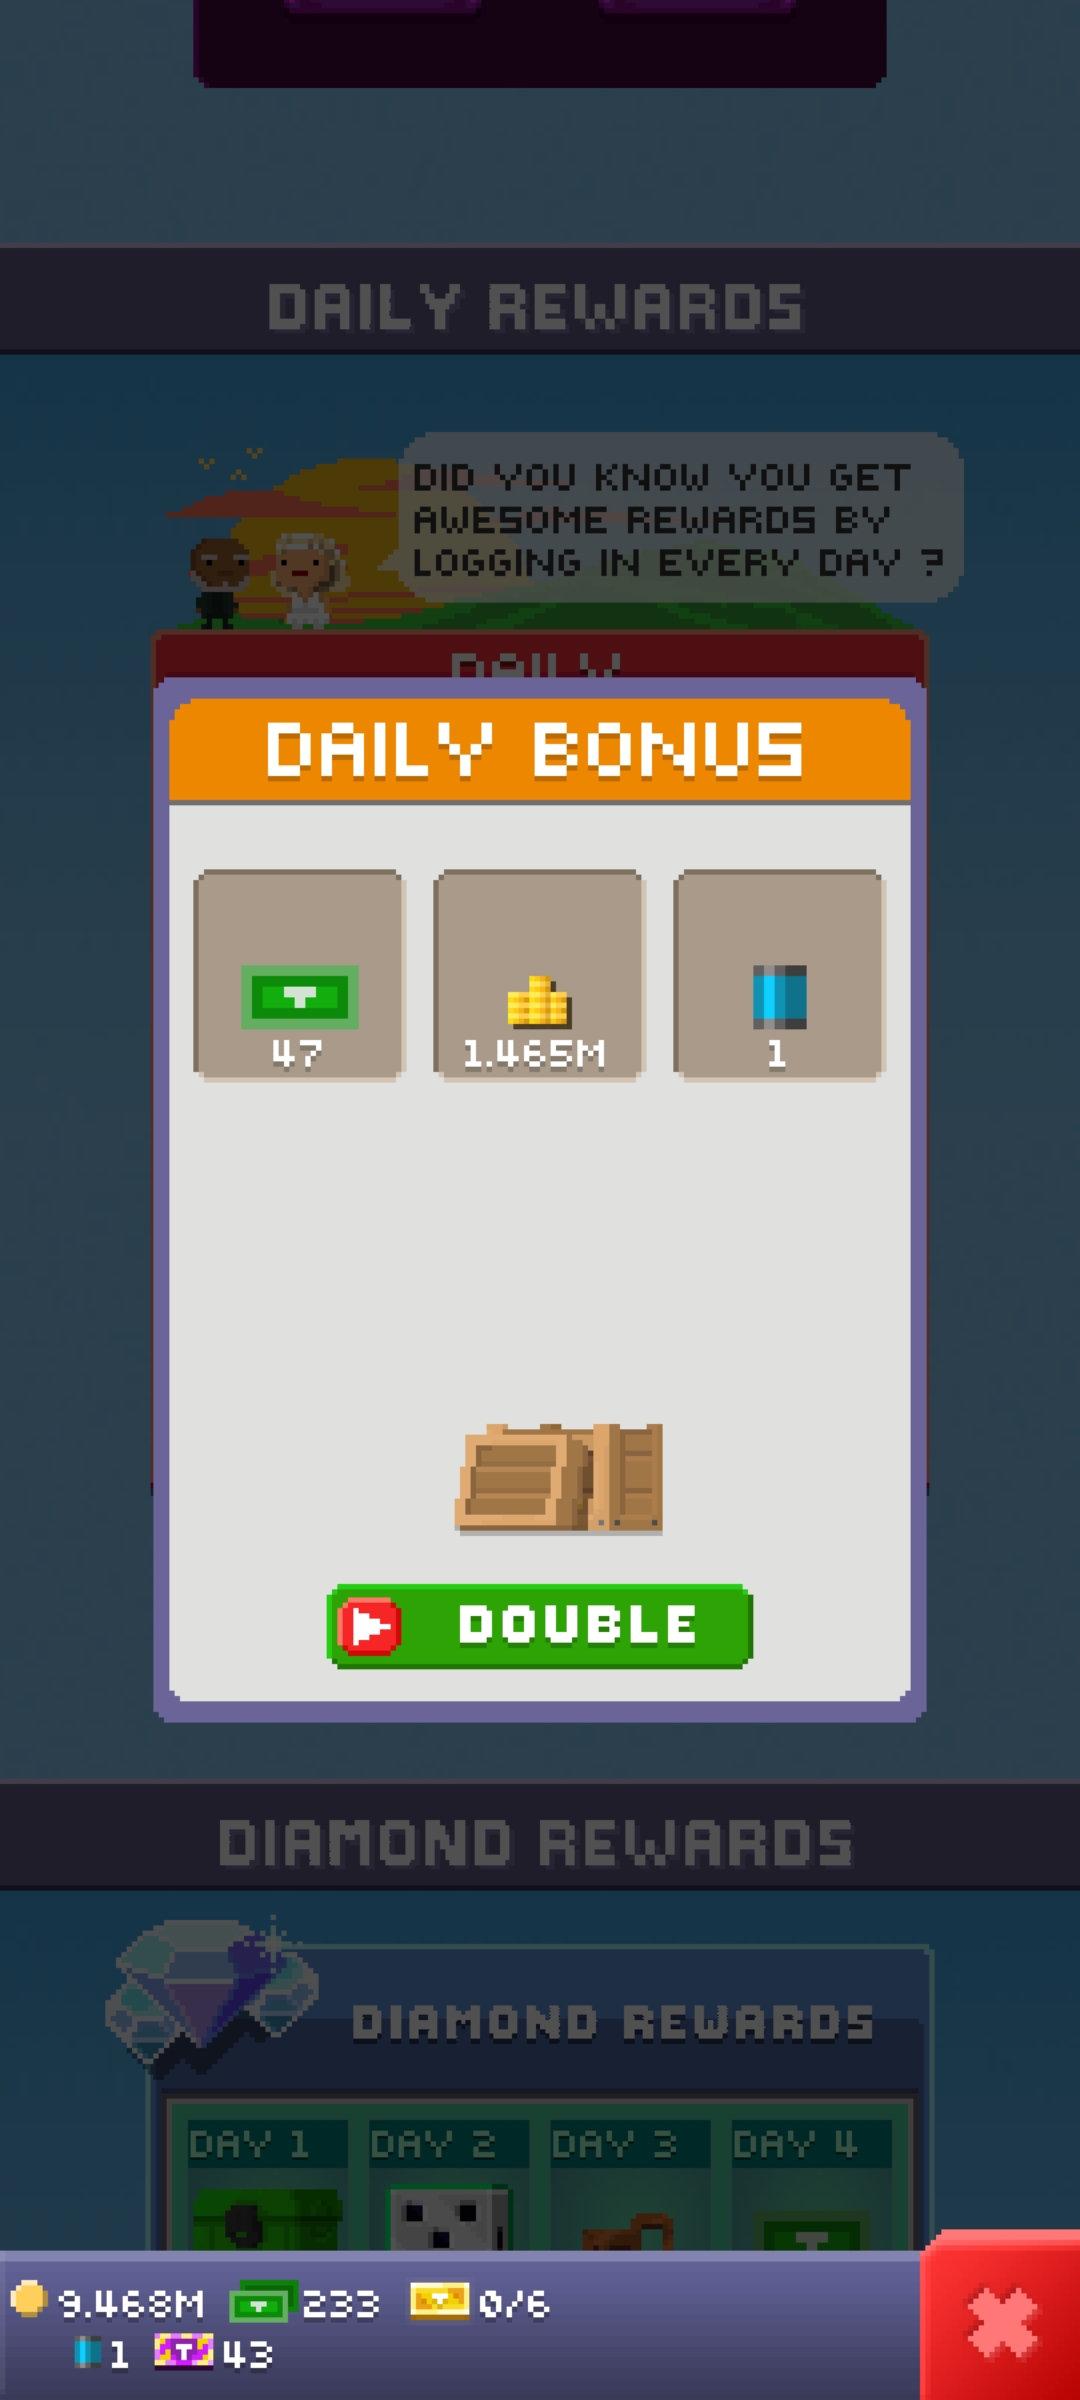 DAILY REWARDS
DID YOU KNOW YOU GET
AWESOME REWARDS BY
LOGGING IN EVERY DAY ?
DAILY
DAILY BONUS
47 1.465M 1
DOUBLE
DIAMOND REWARDS
DIAMOND REWARDS
DAY 1 DAY 2 DAY 3 DAY 4
9.468M 233 0/6
1 43